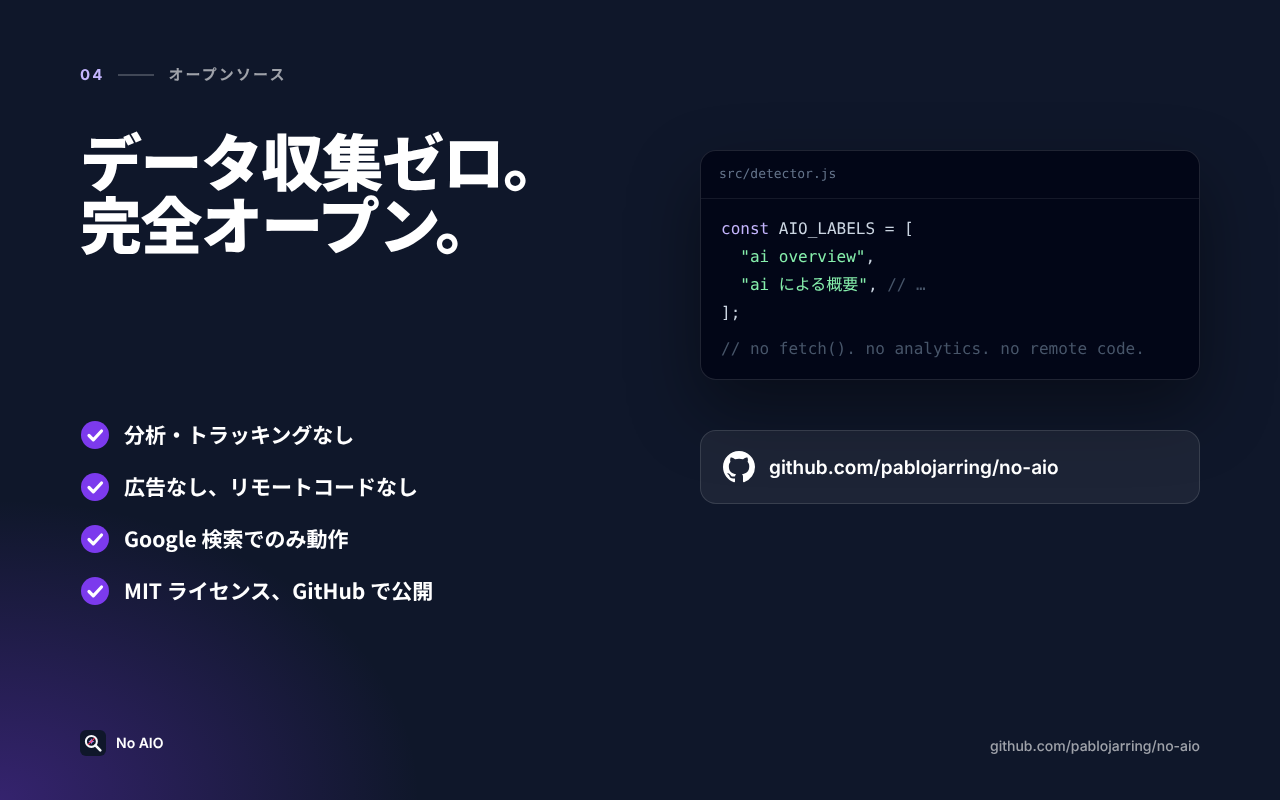 04 オープンソース
データ収集ゼロ。
完全オープン。
分析・トラッキングなし
広告なし、リモートコードなし
Google 検索でのみ動作
MIT ライセンス、GitHub で公開
src/detector.js
const AIO_LABELS = [
"ai overview",
"ai による概要", // …
];
// no fetch(). no analytics. no remote code.
github.com/pablojarring/no-aio
No AIO
github.com/pablojarring/no-aio